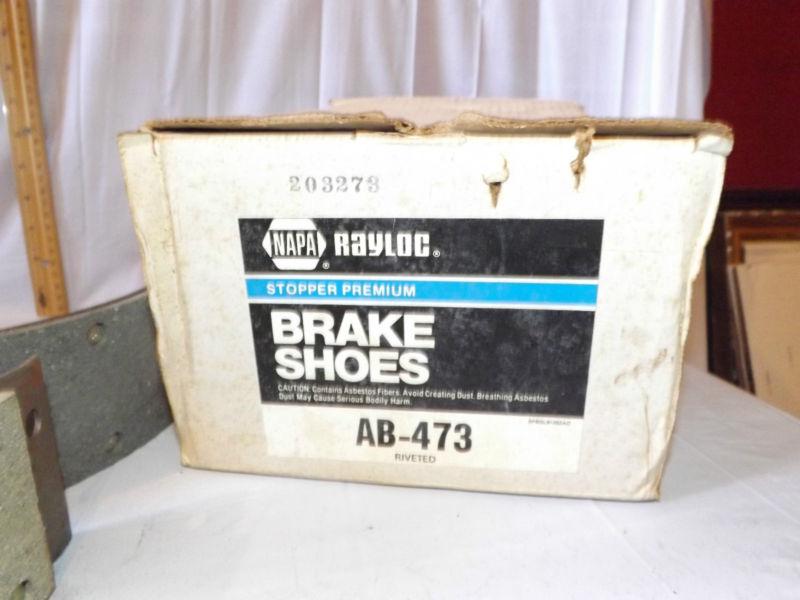 203273
NAPA® Rayloc®
STOPPER PREMIUM
BRAKE
SHOES
CAUTION: Contains Asbestos Fibers. Avoid Creating Dust. Breathing Asbestos
Dust May Cause Serious Bodily Harm.
AB-473
RIVETED